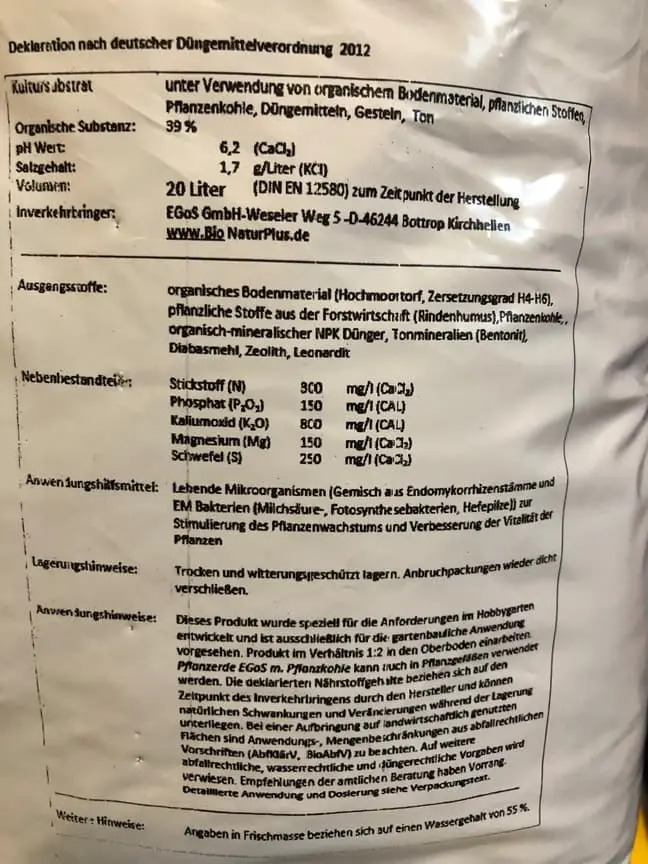 Deklaration nach deutscher Düngemittelverordnung 2012
Kultursubstrat unter Verwendung von organischem Bodenmaterial, pflanzlichen Stoffen,
Pflanzenkohle, Düngemitteln, Gestein, Ton
Organische Substanz: 39 %
pH Wert: 6,2 (CaCl₂)
Salzgehalt: 1,7 g/Liter (KCl)
Volumen: 20 Liter (DIN EN 12580) zum Zeitpunkt der Herstellung
Inverkehrbringer: EGoS GmbH-Weseler Weg 5 -D-46244 Bottrop Kirchhellen
www.Bio NaturPlus.de
Ausgangsstoffe: organisches Bodenmaterial (Hochmoortorf, Zersetzungsgrad H4-H6),
pflanzliche Stoffe aus der Forstwirtschaft (Rindenhumus),Pflanzenkohle,,
organisch-mineralischer NPK Dünger, Tonmineralien (Bentonit),
Diabasmehl, Zeolith, Leonardit
Nebenbestandteile: Stickstoff (N) 300 mg/l (CaCl₂)
Phosphat (P₂O₅) 150 mg/l (CAL)
Kaliumoxid (K₂O) 800 mg/l (CAL)
Magnesium (Mg) 150 mg/l (CaCl₂)
Schwefel (S) 250 mg/l (CaCl₂)
Anwendungshilfsmittel: Lebende Mikroorganismen (Gemisch aus Endomykorrhizenstämme und
EM Bakterien (Milchsäure-, Fotosynthesebakterien, Hefepilze)) zur
Stimulierung des Pflanzenwachstums und Verbesserung der Vitalität der
Pflanzen
Lagerungshinweise: Trocken und witterungsgeschützt lagern. Anbruchpackungen wieder dicht
verschließen.
Anwendungshinweise: Dieses Produkt wurde speziell für die Anforderungen im Hobbygarten
entwickelt und ist ausschließlich für die gartenbauliche Anwendung
vorgesehen. Produkt im Verhältnis 1:2 in den Oberboden einarbeiten.
Pflanzerde EGoS m. Pflanzkohle kann auch in Pflanzgefäßen verwendet
werden. Die deklarierten Nährstoffgehalte beziehen sich auf den
Zeitpunkt des Inverkehrbringens durch den Hersteller und können
natürlichen Schwankungen und Veränderungen während der Lagerung
unterliegen. Bei einer Aufbringung auf landwirtschaftlich genutzten
Flächen sind Anwendungs-, Mengenbeschränkungen aus abfallrechtlichen
Vorschriften (AbfKlärV, BioAbfV) zu beachten. Auf weitere
abfallrechtliche, wasserrechtliche und düngerechtliche Vorgaben wird
verwiesen. Empfehlungen der amtlichen Beratung haben Vorrang.
Detaillierte Anwendung und Dosierung siehe Verpackungstext.
Weitere Hinweise: Angaben in Frischmasse beziehen sich auf einen Wassergehalt von 55 %.